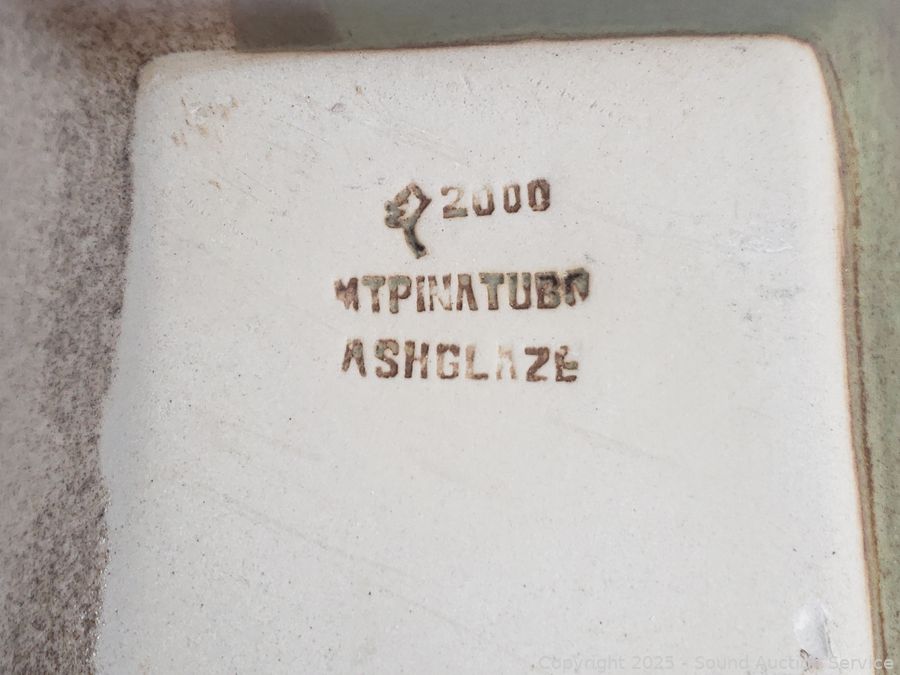 2000
MTPINATUBO
ASHGLAZE
Copyright 2025 - Sound Auction Service